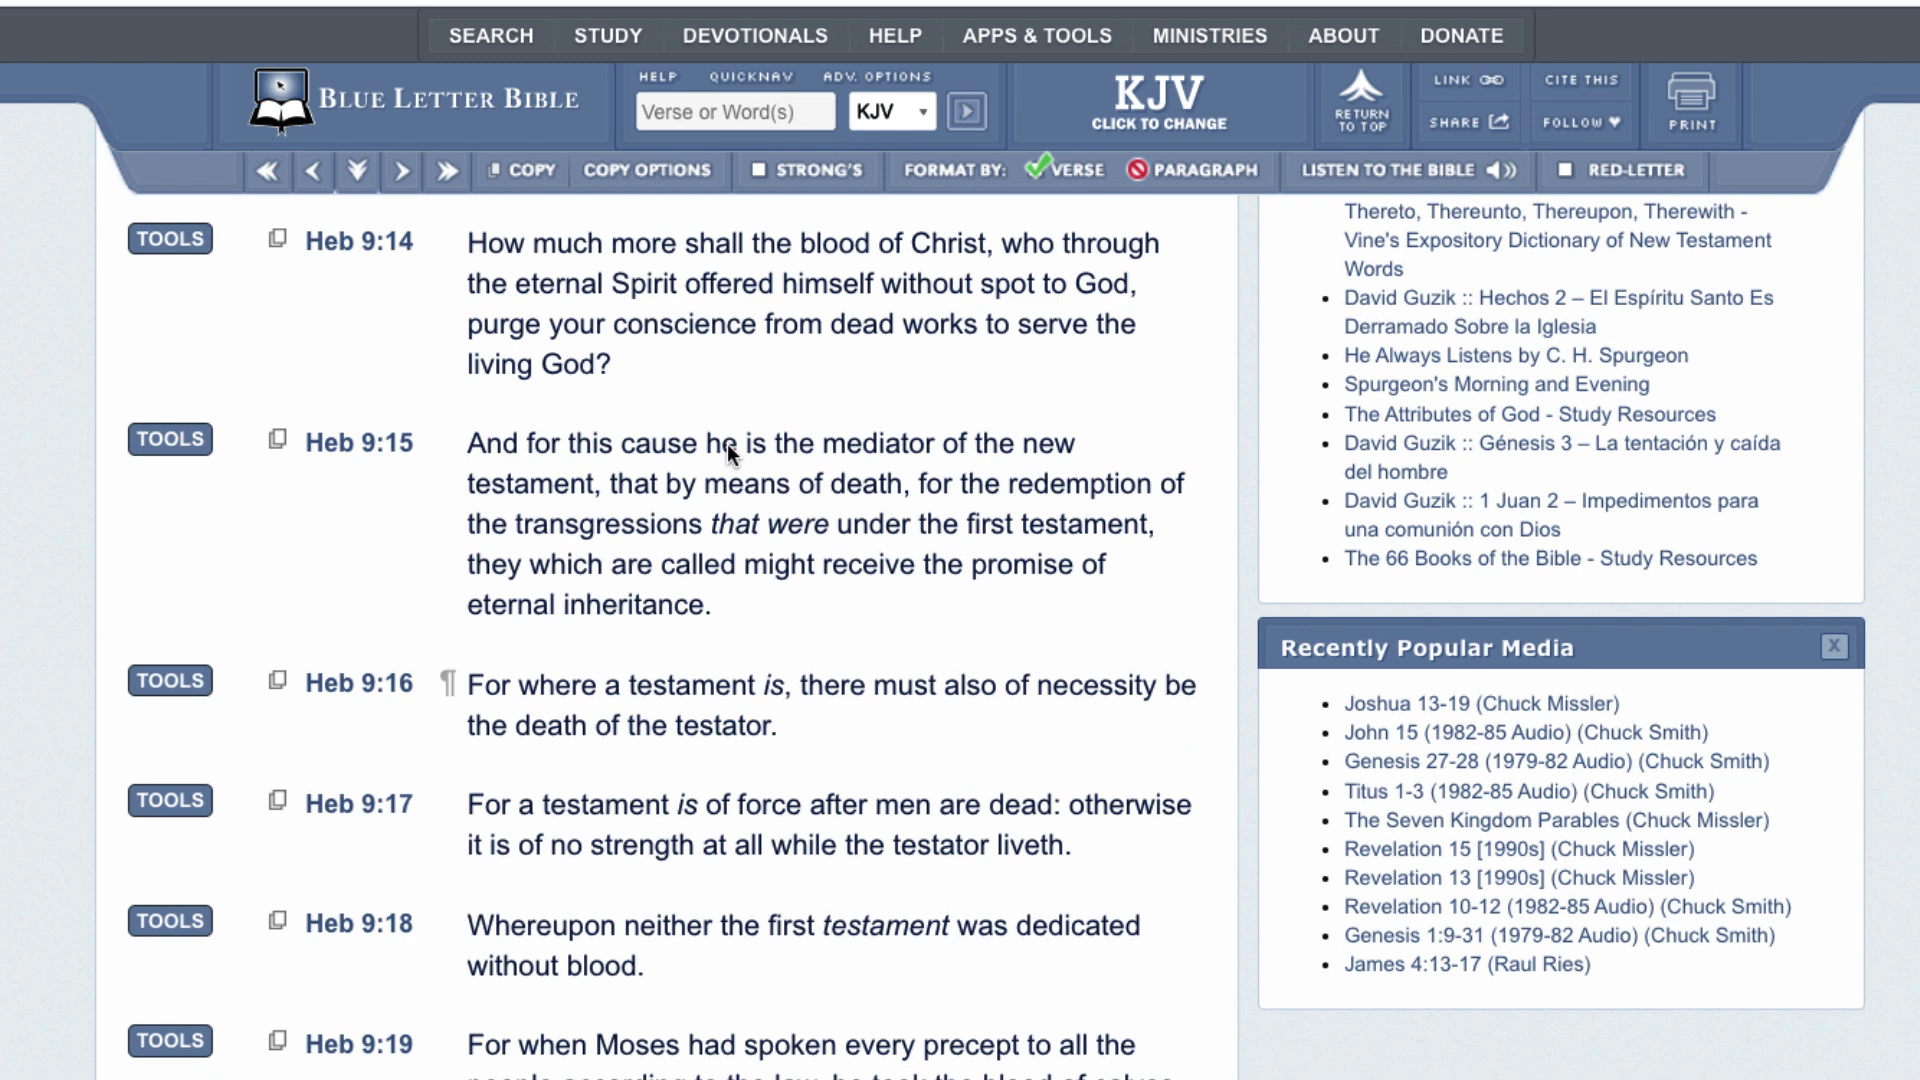 SEARCH STUDY DEVOTIONALS HELP APPS & TOOLS MINISTRIES ABOUT DONATE
HELP QUICKNAV ADV. OPTIONS
BLUE LETTER BIBLE
Verse or Word(s) KJV
KJV
CLICK TO CHANGE
RETURN
TO TOP
LINK
SHARE
CITE THIS
FOLLOW
PRINT
COPY COPY OPTIONS STRONG'S FORMAT BY: VERSE PARAGRAPH LISTEN TO THE BIBLE RED-LETTER
TOOLS Heb 9:14 How much more shall the blood of Christ, who through
the eternal Spirit offered himself without spot to God,
purge your conscience from dead works to serve the
living God?
TOOLS Heb 9:15 And for this cause he is the mediator of the new
testament, that by means of death, for the redemption of
the transgressions that were under the first testament,
they which are called might receive the promise of
eternal inheritance.
TOOLS Heb 9:16 ¶ For where a testament is, there must also of necessity be
the death of the testator.
TOOLS Heb 9:17 For a testament is of force after men are dead: otherwise
it is of no strength at all while the testator liveth.
TOOLS Heb 9:18 Whereupon neither the first testament was dedicated
without blood.
TOOLS Heb 9:19 For when Moses had spoken every precept to all the
Thereto, Thereunto, Thereupon, Therewith -
Vine's Expository Dictionary of New Testament
Words
• David Guzik :: Hechos 2 – El Espíritu Santo Es
Derramado Sobre la Iglesia
• He Always Listens by C. H. Spurgeon
• Spurgeon's Morning and Evening
• The Attributes of God - Study Resources
• David Guzik :: Génesis 3 – La tentación y caída
del hombre
• David Guzik :: 1 Juan 2 – Impedimentos para
una comunión con Dios
• The 66 Books of the Bible - Study Resources
Recently Popular Media X
• Joshua 13-19 (Chuck Missler)
• John 15 (1982-85 Audio) (Chuck Smith)
• Genesis 27-28 (1979-82 Audio) (Chuck Smith)
• Titus 1-3 (1982-85 Audio) (Chuck Smith)
• The Seven Kingdom Parables (Chuck Missler)
• Revelation 15 [1990s] (Chuck Missler)
• Revelation 13 [1990s] (Chuck Missler)
• Revelation 10-12 (1982-85 Audio) (Chuck Smith)
• Genesis 1:9-31 (1979-82 Audio) (Chuck Smith)
• James 4:13-17 (Raul Ries)